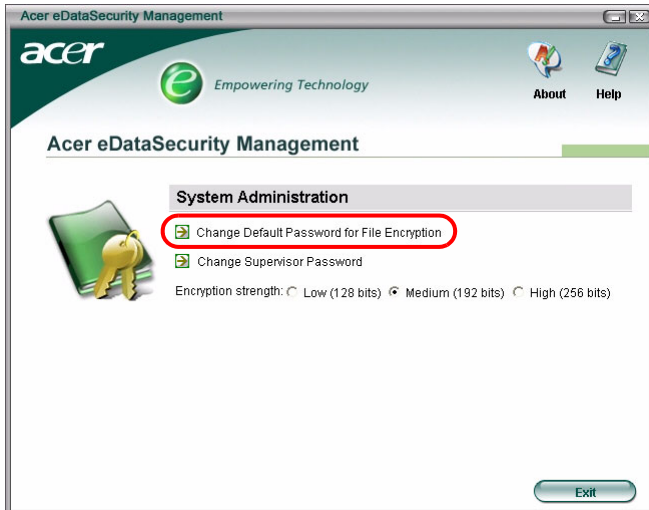 Acer eDataSecurity Management
acer
e Empowering Technology
About Help
Acer eDataSecurity Management
System Administration
Change Default Password for File Encryption
Change Supervisor Password
Encryption strength: Low (128 bits) Medium (192 bits) High (256 bits)
Exit